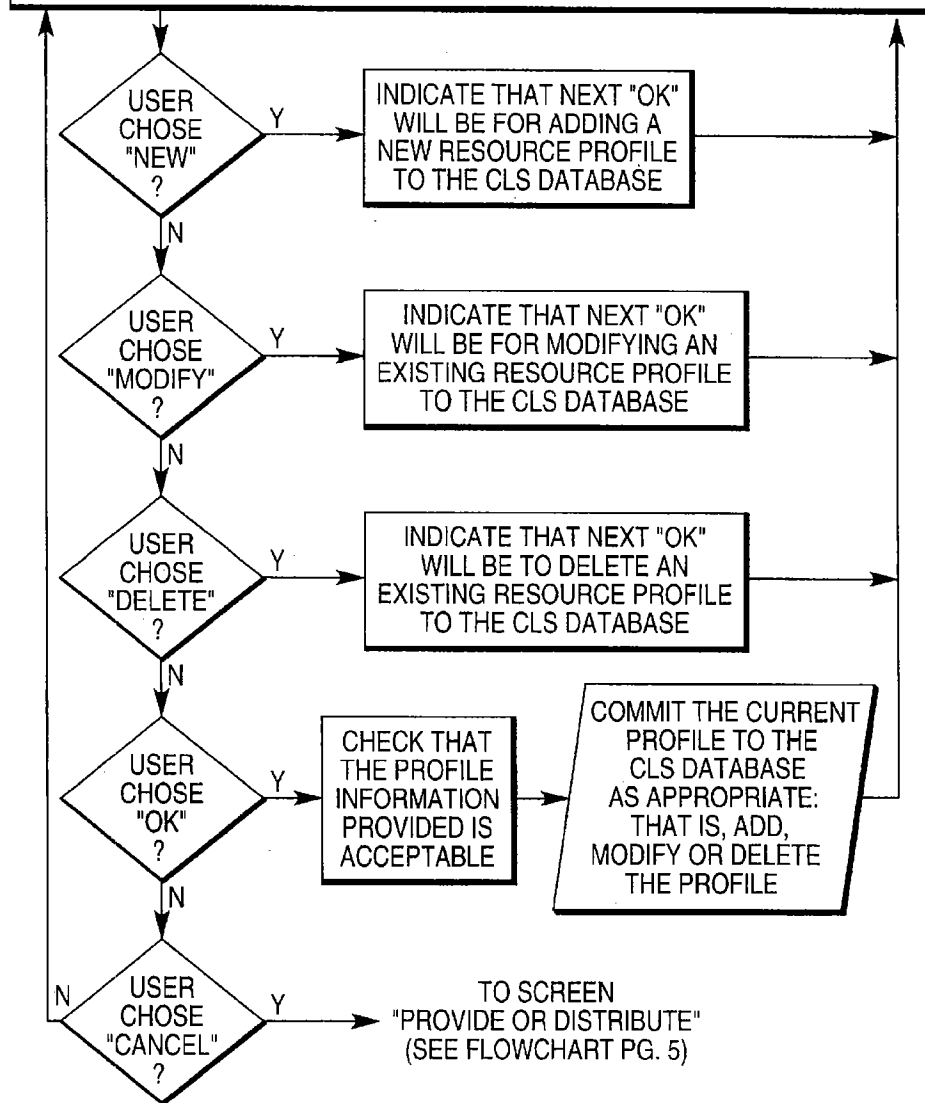 USER
CHOSE
"NEW"
?
Y
INDICATE THAT NEXT "OK"
WILL BE FOR ADDING A
NEW RESOURCE PROFILE
TO THE CLS DATABASE
N
USER
CHOSE
"MODIFY"
?
Y
INDICATE THAT NEXT "OK"
WILL BE FOR MODIFYING AN
EXISTING RESOURCE PROFILE
TO THE CLS DATABASE
N
USER
CHOSE
"DELETE"
?
Y
INDICATE THAT NEXT "OK"
WILL BE TO DELETE AN
EXISTING RESOURCE PROFILE
TO THE CLS DATABASE
N
USER
CHOSE
"OK"
?
Y
CHECK THAT
THE PROFILE
INFORMATION
PROVIDED IS
ACCEPTABLE
COMMIT THE CURRENT
PROFILE TO THE
CLS DATABASE
AS APPROPRIATE:
THAT IS, ADD,
MODIFY OR DELETE
THE PROFILE
N
N
USER
CHOSE
"CANCEL"
?
Y
TO SCREEN
"PROVIDE OR DISTRIBUTE"
(SEE FLOWCHART PG. 5)